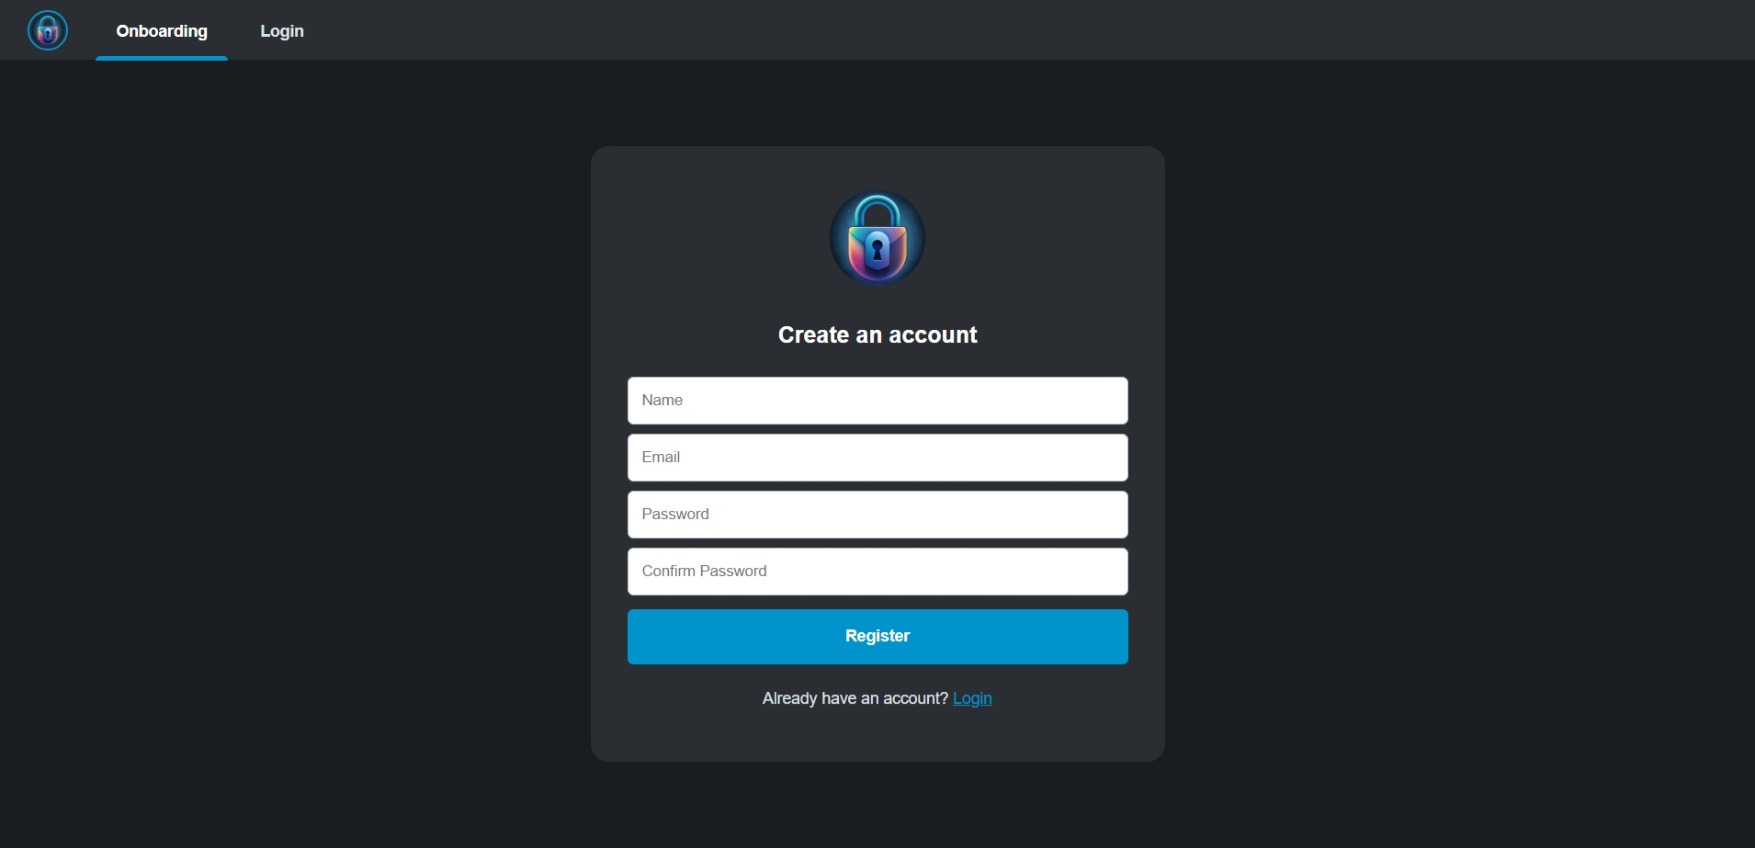 Onboarding Login
Create an account
Name
Email
Password
Confirm Password
Register
Already have an account? Login